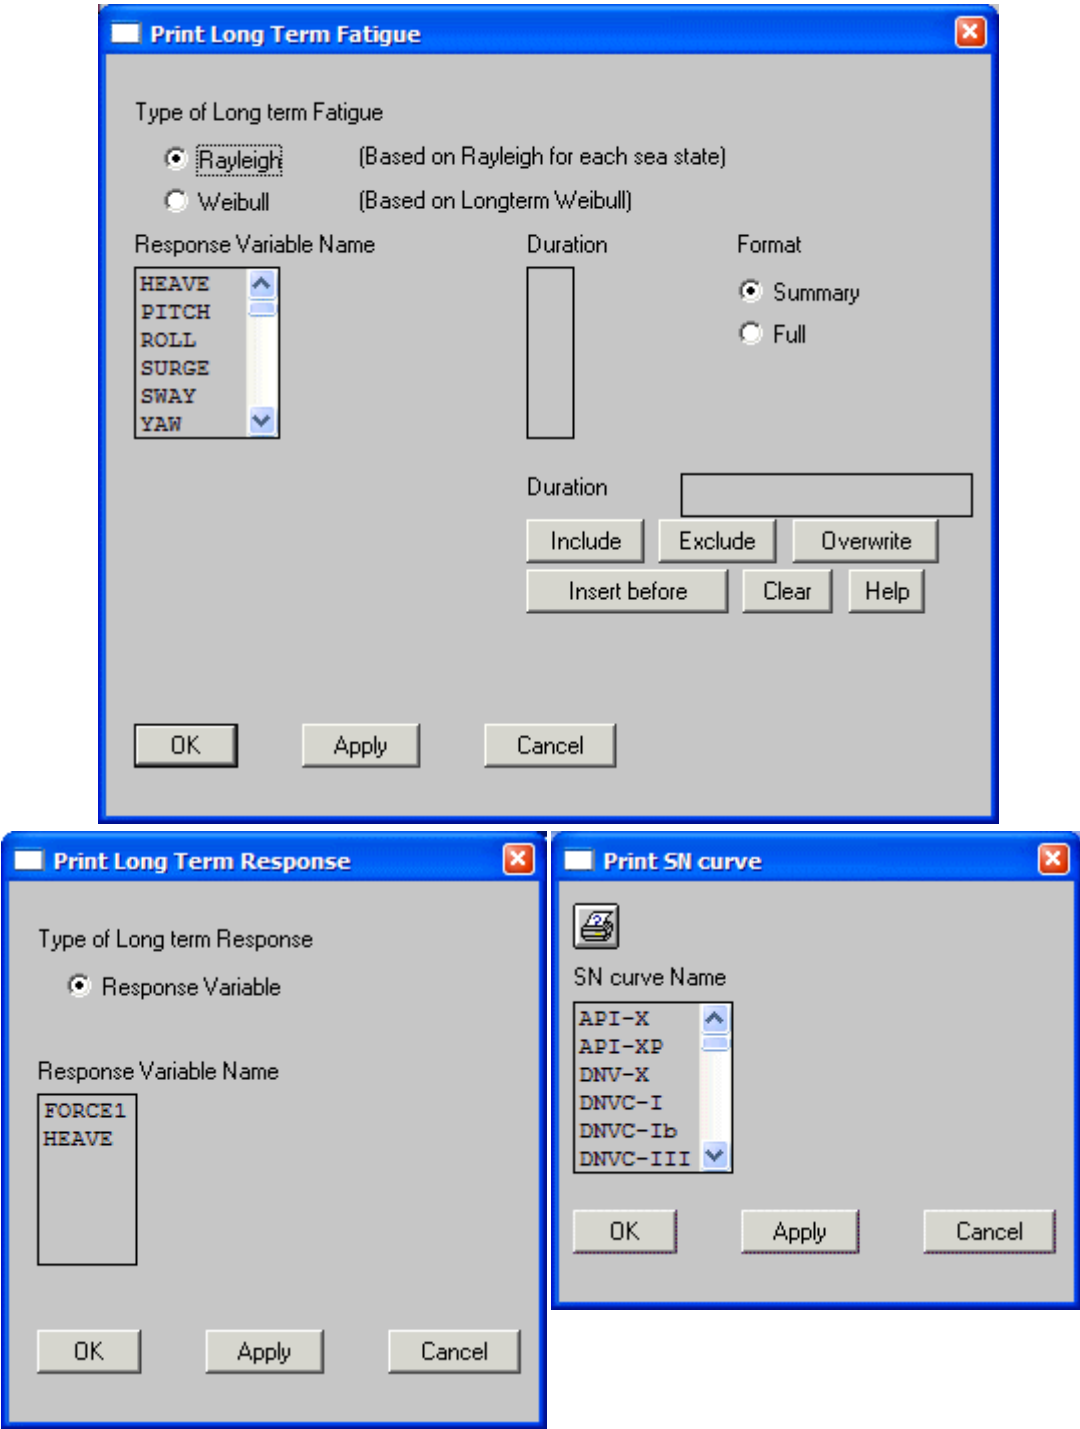 Print Long Term Fatigue
Type of Long term Fatigue
Rayleigh (Based on Rayleigh for each sea state)
Weibull (Based on Longterm Weibull)
Response Variable Name Duration Format
HEAVE
PITCH
ROLL
SURGE
SWAY
YAW
Summary
Full
Duration
Include Exclude Overwrite
Insert before Clear Help
OK Apply Cancel
Print Long Term Response
Type of Long term Response
Response Variable
Response Variable Name
FORCE1
HEAVE
OK Apply Cancel
Print SN curve
SN curve Name
API-X
API-XP
DNV-X
DNVC-I
DNVC-Ib
DNVC-III
OK Apply Cancel